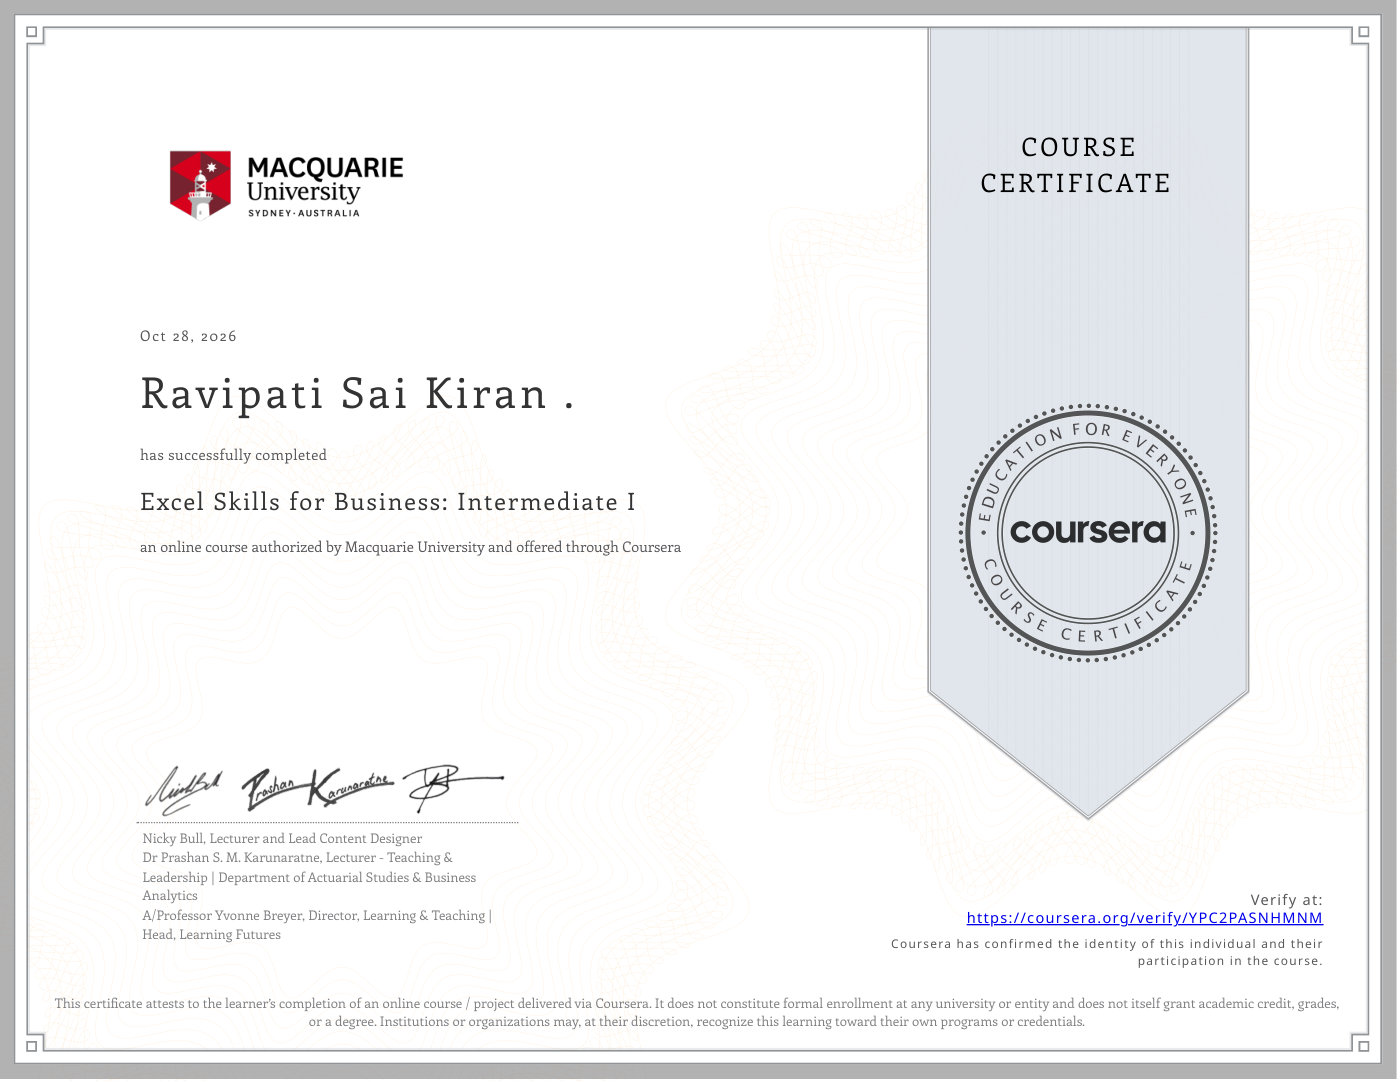 MACQUARIE
University
SYDNEY·AUSTRALIA
COURSE
CERTIFICATE
Oct 28, 2026
Ravipati Sai Kiran .
has successfully completed
Excel Skills for Business: Intermediate I
an online course authorized by Macquarie University and offered through Coursera
• EDUCATION FOR EVERYONE •
coursera
COURSE CERTIFICATE
Prashan Karunaratne
Nicky Bull, Lecturer and Lead Content Designer
Dr Prashan S. M. Karunaratne, Lecturer - Teaching &
Leadership | Department of Actuarial Studies & Business
Analytics
A/Professor Yvonne Breyer, Director, Learning & Teaching |
Head, Learning Futures
Verify at:
https://coursera.org/verify/YPC2PASNHMNM
Coursera has confirmed the identity of this individual and their
participation in the course.
This certificate attests to the learner's completion of an online course / project delivered via Coursera. It does not constitute formal enrollment at any university or entity and does not itself grant academic credit, grades,
or a degree. Institutions or organizations may, at their discretion, recognize this learning toward their own programs or credentials.